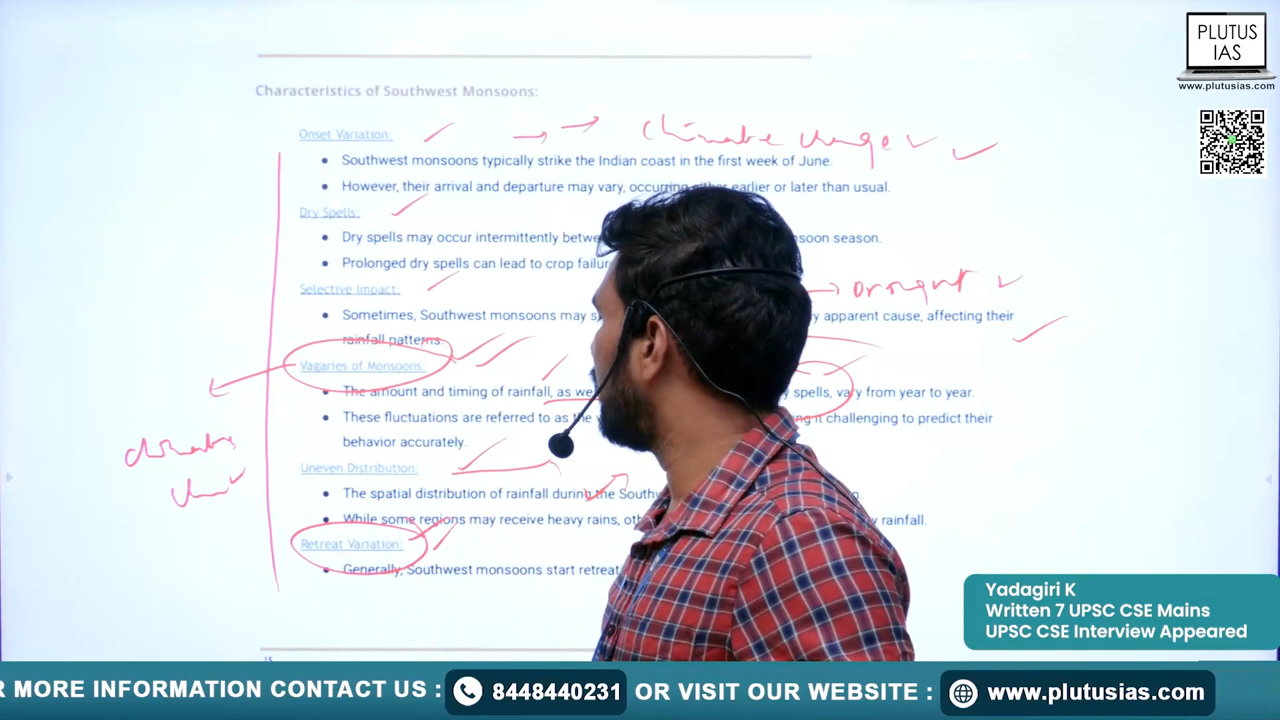 PLUTUS
IAS
www.plutusias.com
Characteristics of Southwest Monsoons:
Onset Variation:
climate change
• Southwest monsoons typically strike the Indian coast in the first week of June.
• However, their arrival and departure may vary, occurring either earlier or later than usual.
Dry Spells:
• Dry spells may occur intermittently betwe soon season.
• Prolonged dry spells can lead to crop failur
Selective Impact:
Drought
• Sometimes, Southwest monsoons may s y apparent cause, affecting their
rainfall patterns.
Vagaries of Monsoons:
• The amount and timing of rainfall, as we y spells, vary from year to year.
• These fluctuations are referred to as the it challenging to predict their
behavior accurately.
climate
Uneven Distribution:
• The spatial distribution of rainfall during the South
• While some regions may receive heavy rains, oth rainfall.
Retreat Variation:
• Generally, Southwest monsoons start retreat
15
Yadagiri K
Written 7 UPSC CSE Mains
UPSC CSE Interview Appeared
R MORE INFORMATION CONTACT US : 8448440231 OR VISIT OUR WEBSITE : www.plutusias.com